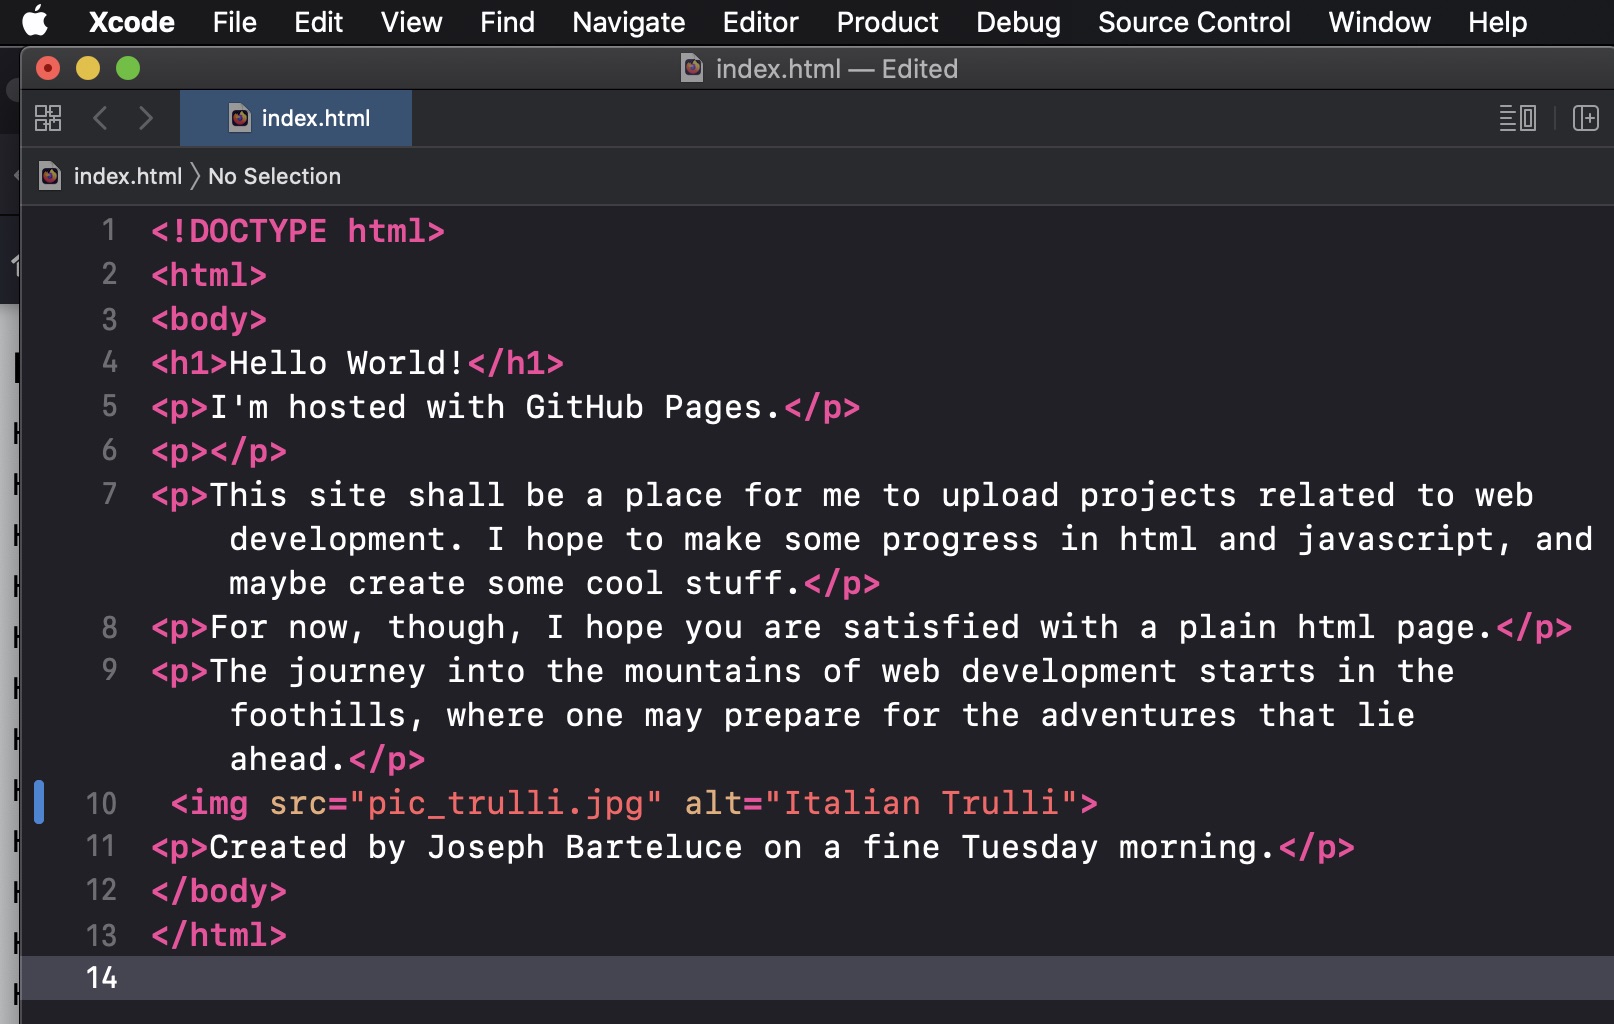 Xcode File Edit View Find Navigate Editor Product Debug Source Control Window Help
index.html — Edited
index.html
index.html 〉 No Selection
1 <!DOCTYPE html>
2 <html>
3 <body>
4 <h1>Hello World!</h1>
5 <p>I'm hosted with GitHub Pages.</p>
6 <p></p>
7 <p>This site shall be a place for me to upload projects related to web
development. I hope to make some progress in html and javascript, and
maybe create some cool stuff.</p>
8 <p>For now, though, I hope you are satisfied with a plain html page.</p>
9 <p>The journey into the mountains of web development starts in the
foothills, where one may prepare for the adventures that lie
ahead.</p>
10 <img src="pic_trulli.jpg" alt="Italian Trulli">
11 <p>Created by Joseph Barteluce on a fine Tuesday morning.</p>
12 </body>
13 </html>
14